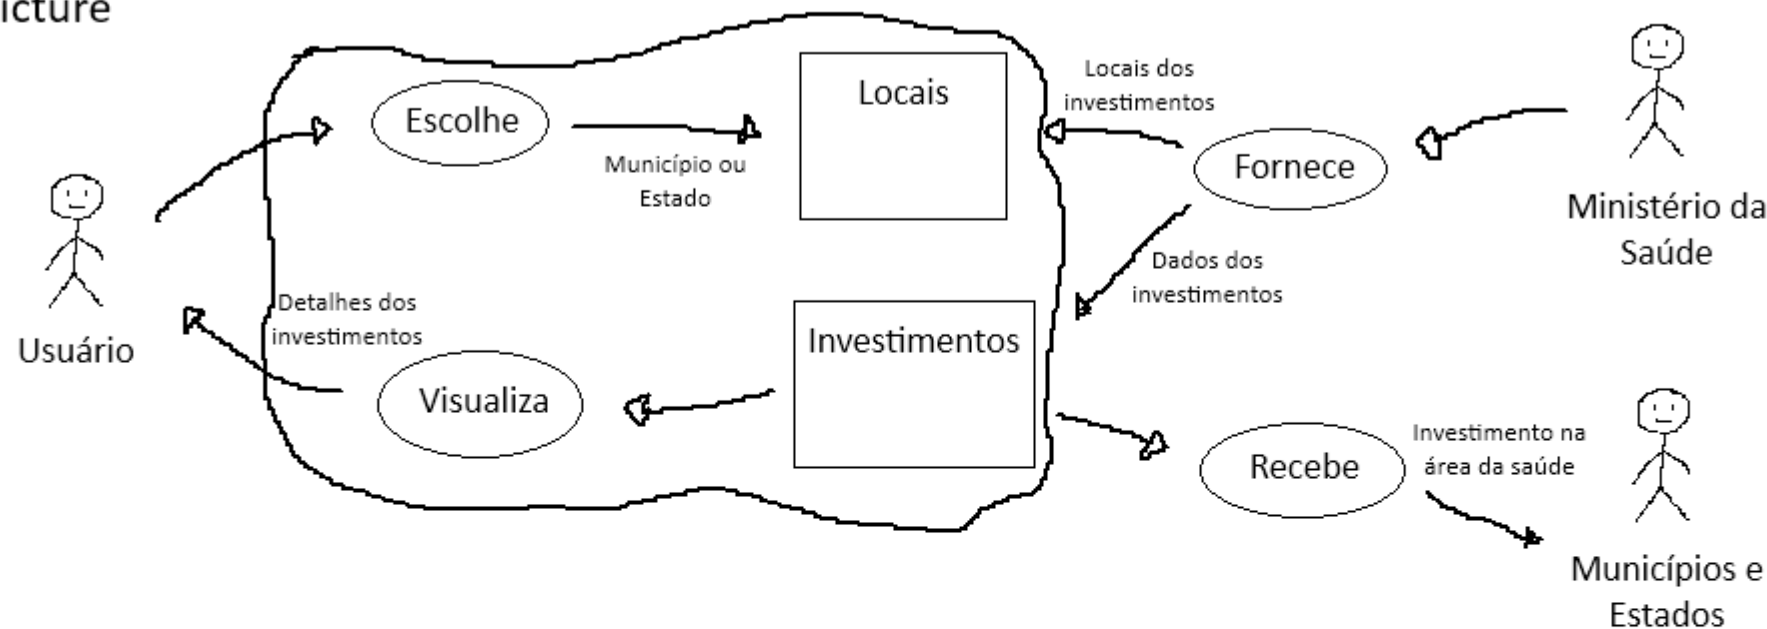 icture
Escolhe
Locais
Locais dos
investimentos
Município ou
Estado
Fornece
Ministério da
Saúde
Usuário
Detalhes dos
investimentos
Visualiza
Investimentos
Dados dos
investimentos
Recebe
Investimento na
área da saúde
Municípios e
Estados